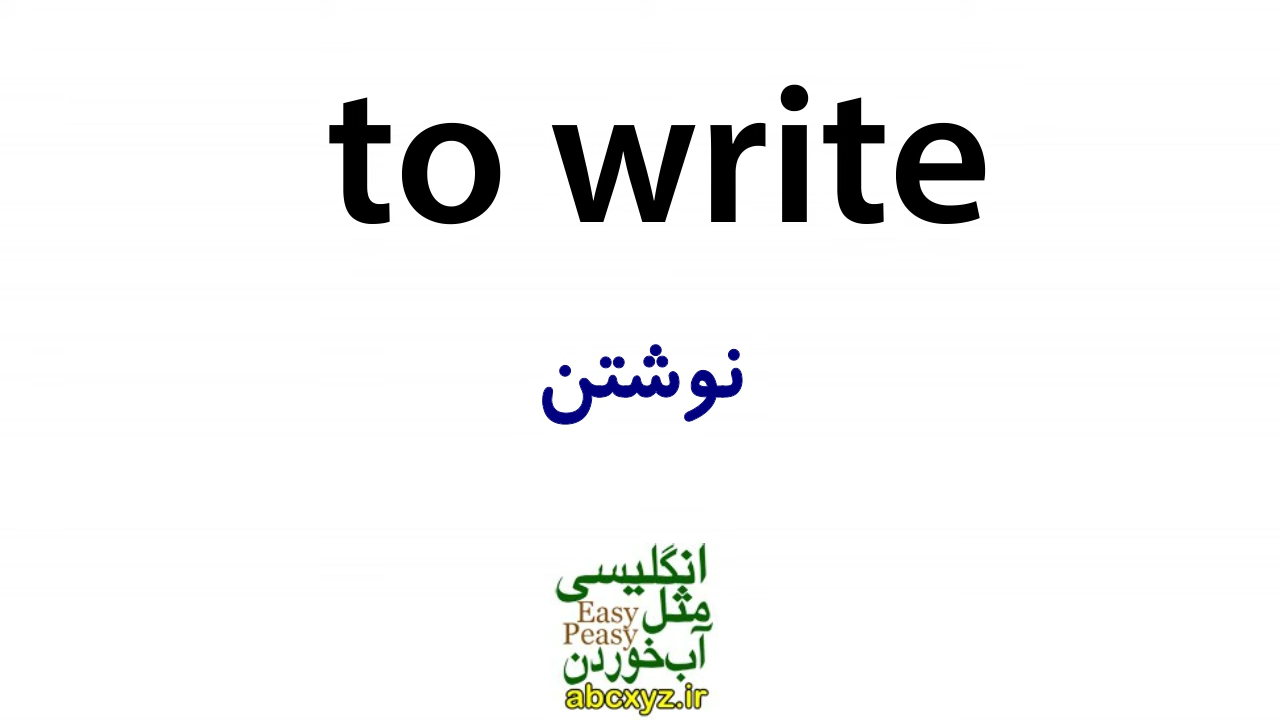 to write
نوشتن
انگلیسی
مثل Easy
Peasy
آب‌خوردن
abcxyz.ir